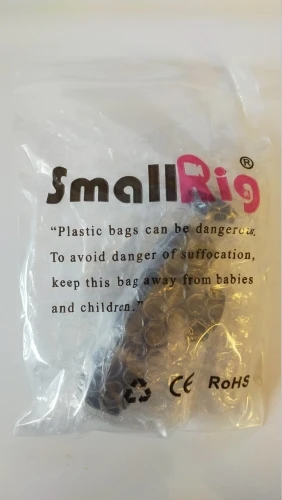 SmallRig®
"Plastic bags can be dangerous.
To avoid danger of suffocation,
keep this bag away from babies
and children."
CE RoHS